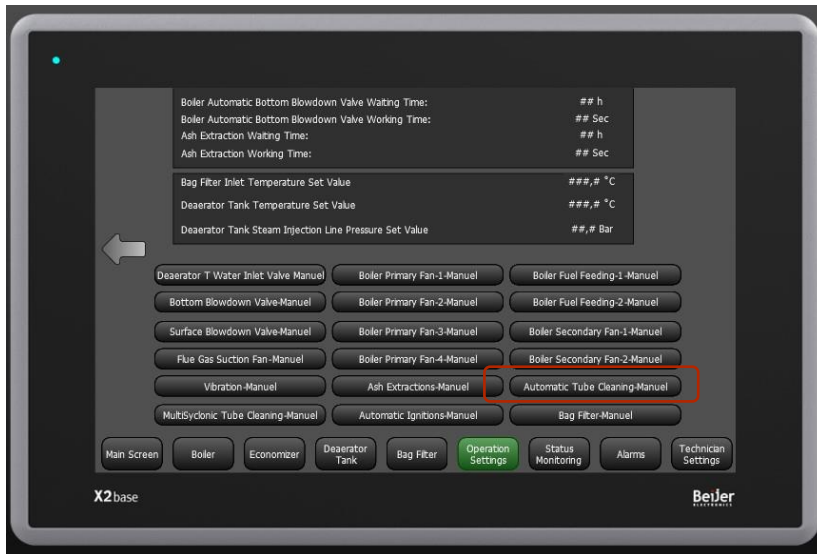 Boiler Automatic Bottom Blowdown Valve Waiting Time: ## h
Boiler Automatic Bottom Blowdown Valve Working Time: ## Sec
Ash Extraction Waiting Time: ## h
Ash Extraction Working Time: ## Sec
Bag Filter Inlet Temperature Set Value ###,# °C
Deaerator Tank Temperature Set Value ###,# °C
Deaerator Tank Steam Injection Line Pressure Set Value ##,# Bar
Deaerator T Water Inlet Valve Manuel Boiler Primary Fan-1-Manuel Boiler Fuel Feeding-1-Manuel
Bottom Blowdown Valve-Manuel Boiler Primary Fan-2-Manuel Boiler Fuel Feeding-2-Manuel
Surface Blowdown Valve-Manuel Boiler Primary Fan-3-Manuel Boiler Secondary Fan-1-Manuel
Flue Gas Suction Fan-Manuel Boiler Primary Fan-4-Manuel Boiler Secondary Fan-2-Manuel
Vibration-Manuel Ash Extractions-Manuel Automatic Tube Cleaning-Manuel
MultiSyclonic Tube Cleaning-Manuel Automatic Ignitions-Manuel Bag Filter-Manuel
Main Screen Boiler Economizer Deaerator Tank Bag Filter Operation Settings Status Monitoring Alarms Technician Settings
X2 base Beijer
ELECTRONICS